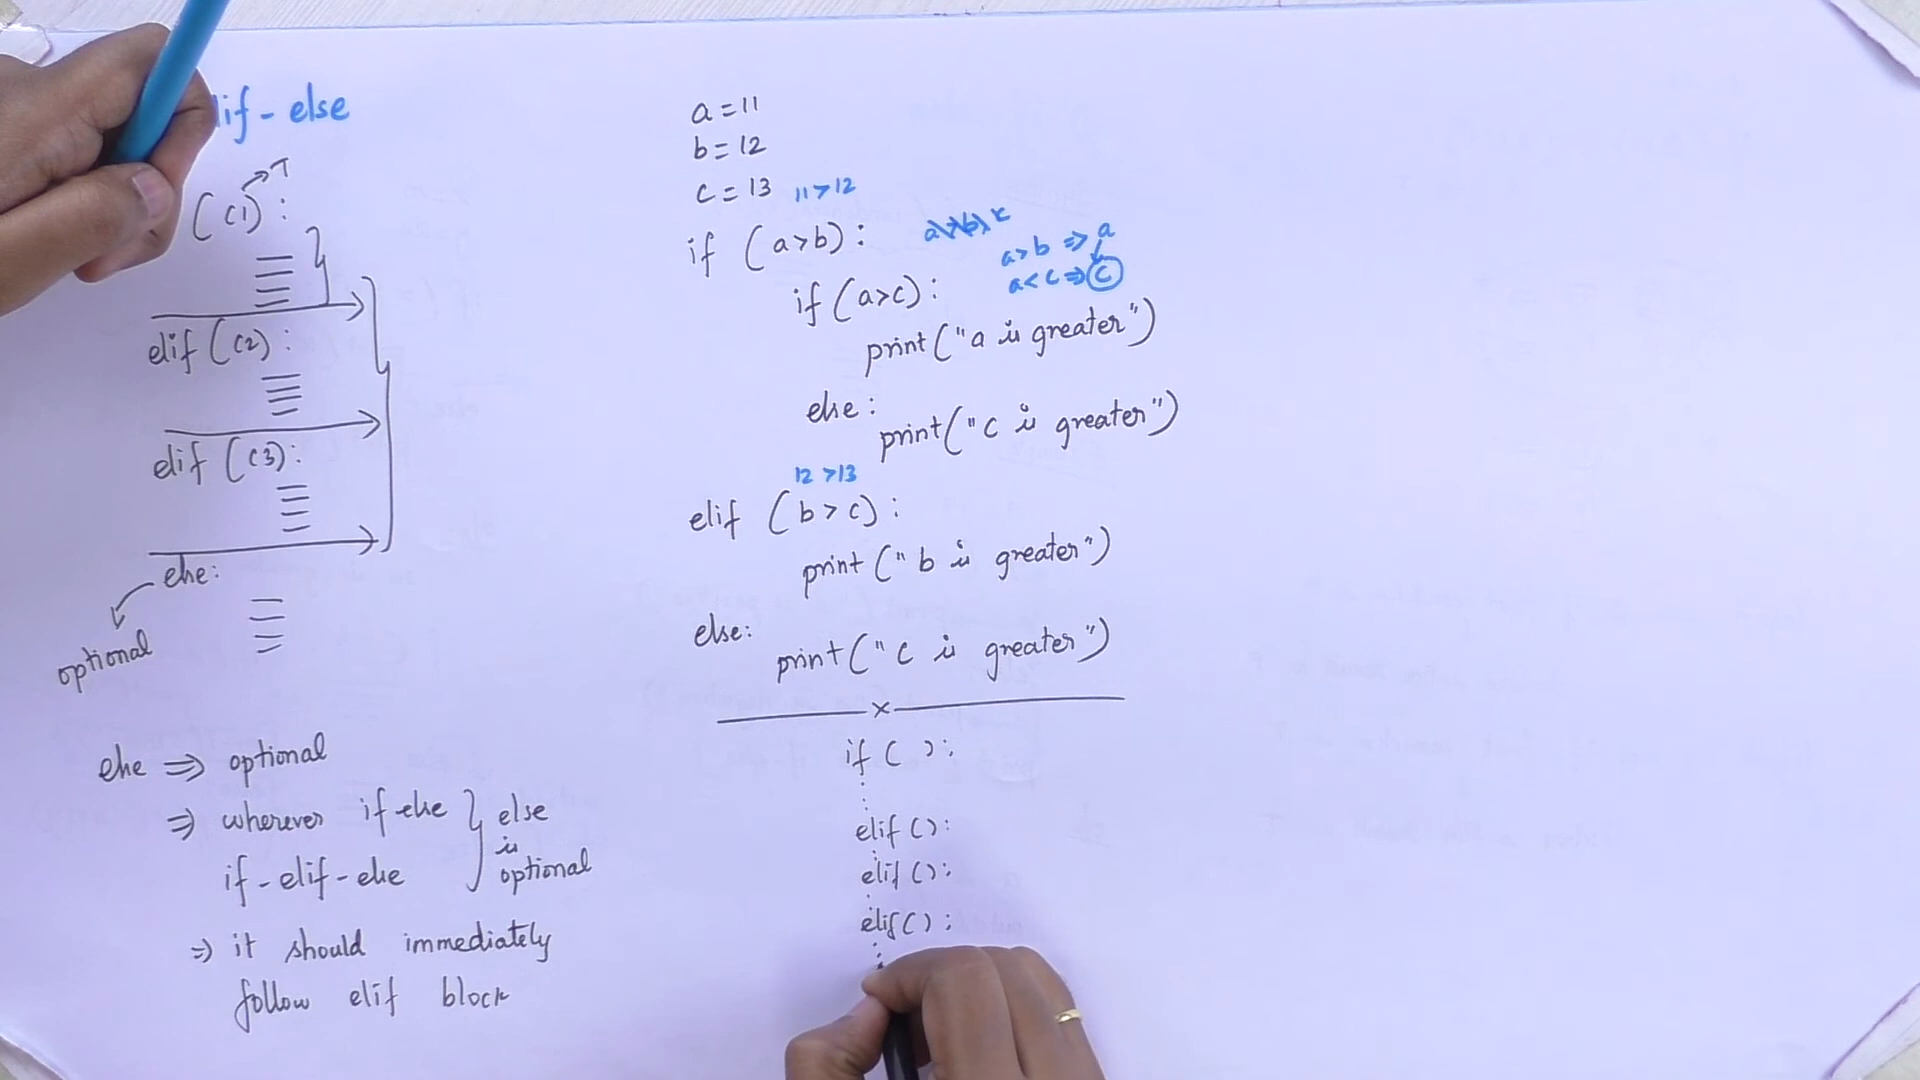 lif - else
(c1) : → T
elif (c2) :
elif (c3) :
else:
optional
else ⇒ optional
⇒ wherever if else } else
is
if - elif - else optional
⇒ it should immediately
follow elif block
a = 11
b = 12
c = 13 11 > 12
if (a>b) :
a > b ⇒ a
a < c ⇒ c
if (a>c) :
print("a is greater")
else :
print("c is greater")
12 > 13
elif (b > c) :
print (" b is greater")
else:
print(" c is greater")
x
if ( ) :
elif ( ) :
elif ( ) :
elif ( ) :